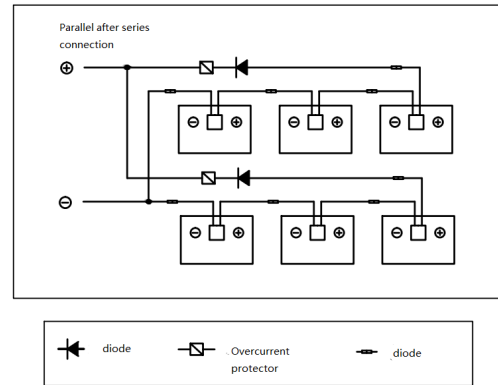 Parallel after series
connection
⊕
⊖ ⊕ ⊖ ⊕ ⊖ ⊕
⊖
⊖ ⊕ ⊖ ⊕ ⊖ ⊕
diode Overcurrent diode
protector